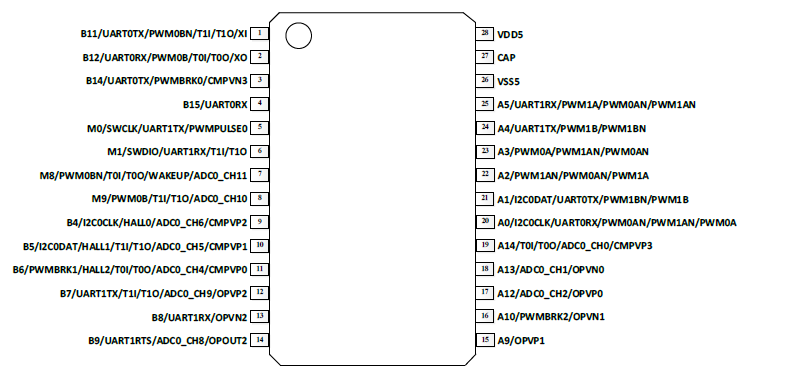 B11/UART0TX/PWM0BN/T1I/T1O/XI 1
B12/UART0RX/PWM0B/T0I/T0O/XO 2
B14/UART0TX/PWMBRK0/CMPVN3 3
B15/UART0RX 4
M0/SWCLK/UART1TX/PWMPULSE0 5
M1/SWDIO/UART1RX/T1I/T1O 6
M8/PWM0BN/T0I/T0O/WAKEUP/ADC0_CH11 7
M9/PWM0B/T1I/T1O/ADC0_CH10 8
B4/I2C0CLK/HALL0/ADC0_CH6/CMPVP2 9
B5/I2C0DAT/HALL1/T1I/T1O/ADC0_CH5/CMPVP1 10
B6/PWMBRK1/HALL2/T0I/T0O/ADC0_CH4/CMPVP0 11
B7/UART1TX/T1I/T1O/ADC0_CH9/OPVP2 12
B8/UART1RX/OPVN2 13
B9/UART1RTS/ADC0_CH8/OPOUT2 14
28 VDD5
27 CAP
26 VSS5
25 A5/UART1RX/PWM1A/PWM0AN/PWM1AN
24 A4/UART1TX/PWM1B/PWM1BN
23 A3/PWM0A/PWM1AN/PWM0AN
22 A2/PWM1AN/PWM0AN/PWM1A
21 A1/I2C0DAT/UART0TX/PWM1BN/PWM1B
20 A0/I2C0CLK/UART0RX/PWM0AN/PWM1AN/PWM0A
19 A14/T0I/T0O/ADC0_CH0/CMPVP3
18 A13/ADC0_CH1/OPVN0
17 A12/ADC0_CH2/OPVP0
16 A10/PWMBRK2/OPVN1
15 A9/OPVP1